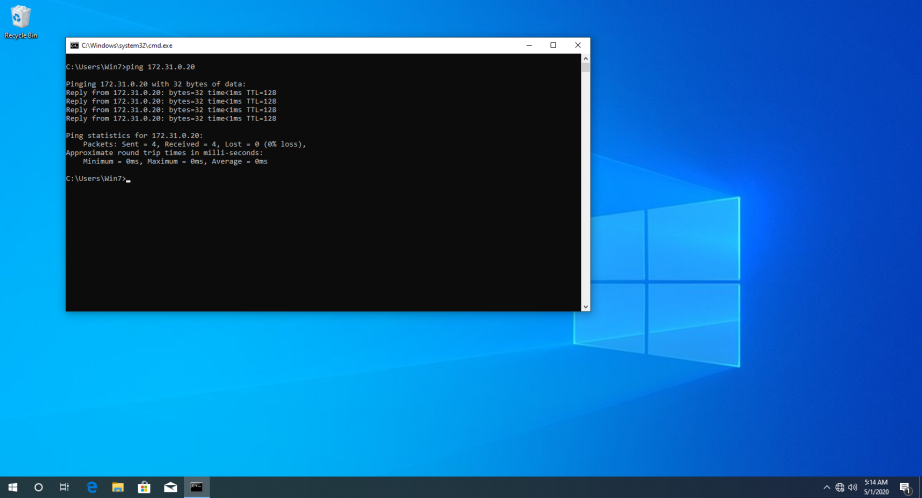 Recycle Bin
C:\Windows\system32\cmd.exe
C:\Users\Win7>ping 172.31.0.20
Pinging 172.31.0.20 with 32 bytes of data:
Reply from 172.31.0.20: bytes=32 time<1ms TTL=128
Reply from 172.31.0.20: bytes=32 time<1ms TTL=128
Reply from 172.31.0.20: bytes=32 time<1ms TTL=128
Reply from 172.31.0.20: bytes=32 time<1ms TTL=128
Ping statistics for 172.31.0.20:
Packets: Sent = 4, Received = 4, Lost = 0 (0% loss),
Approximate round trip times in milli-seconds:
Minimum = 0ms, Maximum = 0ms, Average = 0ms
C:\Users\Win7>
5:14 AM
5/1/2020